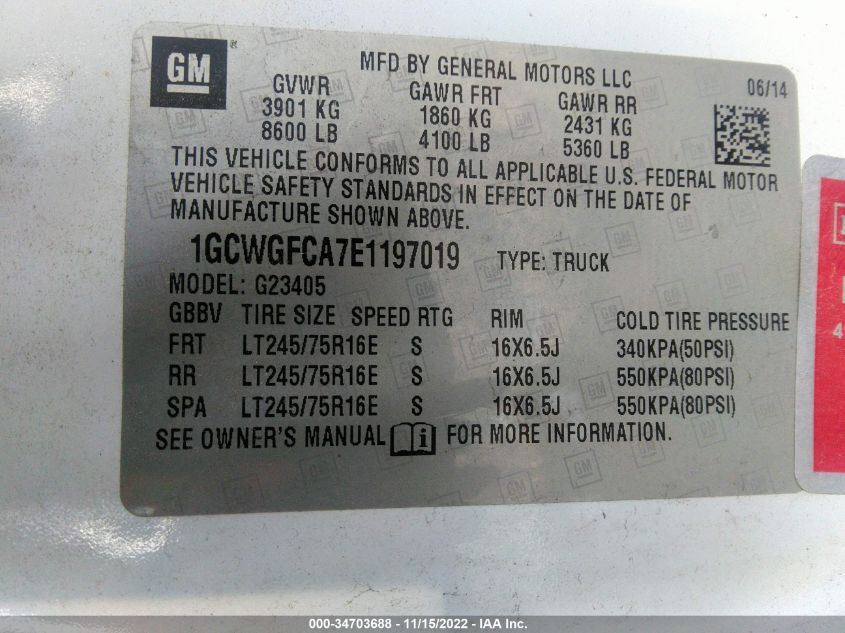 GM
MFD BY GENERAL MOTORS LLC
06/14
GVWR GAWR FRT GAWR RR
3901 KG 1860 KG 2431 KG
8600 LB 4100 LB 5360 LB
THIS VEHICLE CONFORMS TO ALL APPLICABLE U.S. FEDERAL MOTOR
VEHICLE SAFETY STANDARDS IN EFFECT ON THE DATE OF
MANUFACTURE SHOWN ABOVE.
1GCWGFCA7E1197019 TYPE: TRUCK
MODEL: G23405
GBBV TIRE SIZE SPEED RTG RIM COLD TIRE PRESSURE
FRT LT245/75R16E S 16X6.5J 340KPA(50PSI)
RR LT245/75R16E S 16X6.5J 550KPA(80PSI)
SPA LT245/75R16E S 16X6.5J 550KPA(80PSI)
SEE OWNER'S MANUAL i FOR MORE INFORMATION.
000-34703688 - 11/15/2022 - IAA Inc.